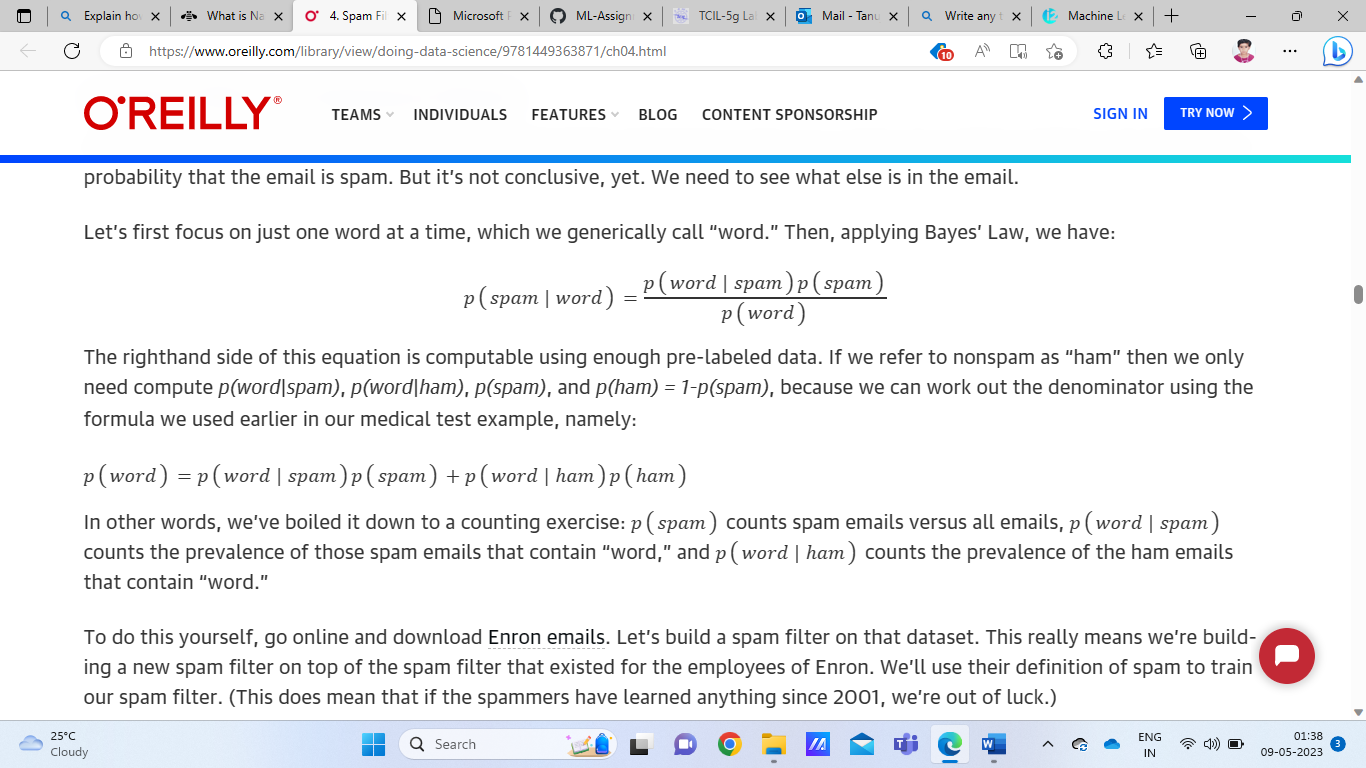 Explain how
What is Na
4. Spam Fil
Microsoft P
ML-Assign
TCIL-5g La
Mail - Tanu
Write any t
Machine Le
https://www.oreilly.com/library/view/doing-data-science/9781449363871/ch04.html
10
O'REILLY®
TEAMS INDIVIDUALS FEATURES BLOG CONTENT SPONSORSHIP SIGN IN TRY NOW
probability that the email is spam. But it’s not conclusive, yet. We need to see what else is in the email.
Let’s first focus on just one word at a time, which we generically call “word.” Then, applying Bayes’ Law, we have:
p(spam | word) = p(word | spam)p(spam)
p(word)
The righthand side of this equation is computable using enough pre-labeled data. If we refer to nonspam as “ham” then we only
need compute p(word|spam), p(word|ham), p(spam), and p(ham) = 1-p(spam), because we can work out the denominator using the
formula we used earlier in our medical test example, namely:
p(word) = p(word | spam)p(spam) + p(word | ham)p(ham)
In other words, we’ve boiled it down to a counting exercise: p(spam) counts spam emails versus all emails, p(word | spam)
counts the prevalence of those spam emails that contain “word,” and p(word | ham) counts the prevalence of the ham emails
that contain “word.”
To do this yourself, go online and download Enron emails. Let’s build a spam filter on that dataset. This really means we’re build-
ing a new spam filter on top of the spam filter that existed for the employees of Enron. We’ll use their definition of spam to train
our spam filter. (This does mean that if the spammers have learned anything since 2001, we’re out of luck.)
25°C
Cloudy
Search
ENG
IN
01:38
09-05-2023
3